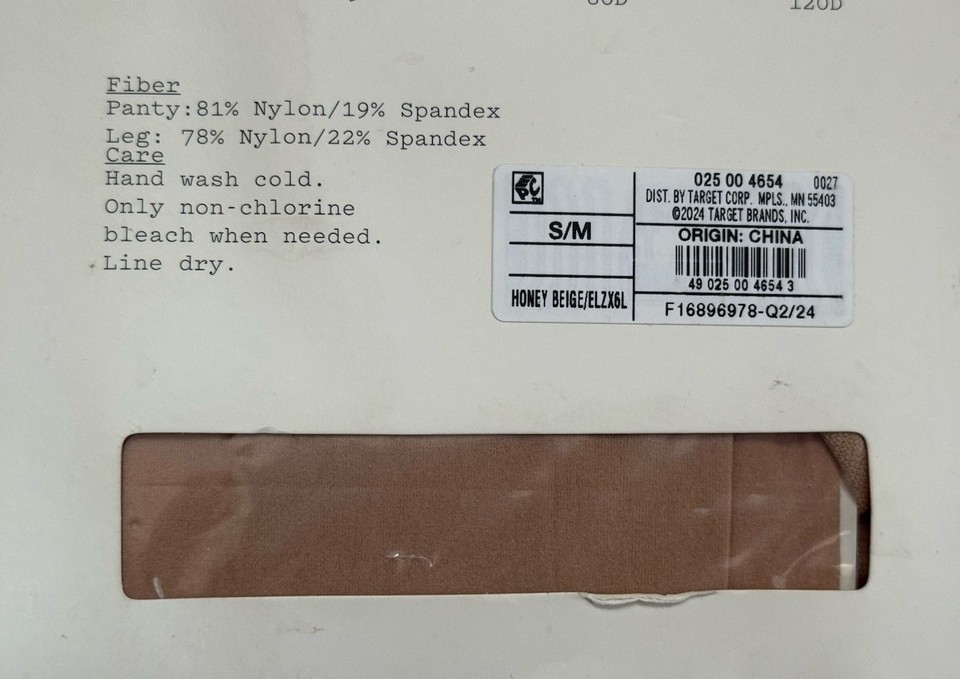 80D 120D
Fiber
Panty:81% Nylon/19% Spandex
Leg: 78% Nylon/22% Spandex
Care
Hand wash cold.
Only non-chlorine
bleach when needed.
Line dry.
025 00 4654 0027
DIST. BY TARGET CORP. MPLS., MN 55403
©2024 TARGET BRANDS, INC.
S/M
ORIGIN: CHINA
49 025 00 4654 3
HONEY BEIGE/ELZX6L
F16896978-Q2/24